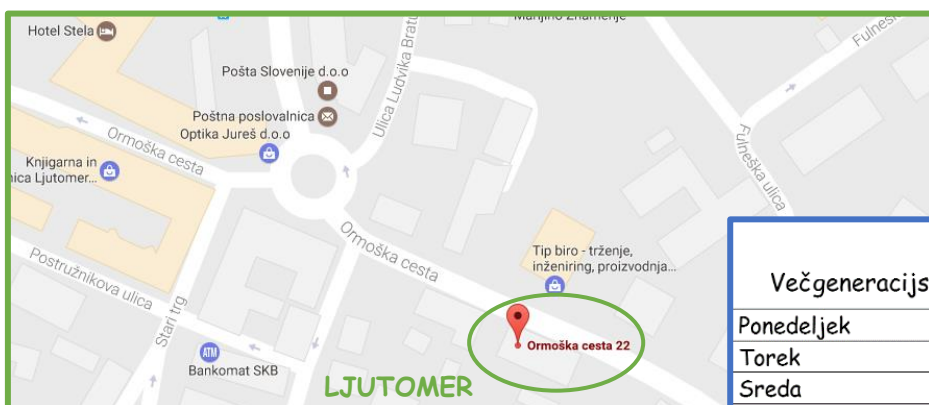 Manjino Znamenje
Hotel Stela
Fulneš
Pošta Slovenije d.o.o
Ulica Ludvika Brat
Poštna poslovalnica
Optika Jureš d.o.o
Ormoška cesta
Fulneška ulica
Knjigarna in
nica Ljutomer...
Ormoška cesta
Tip biro - trženje,
inženiring, proizvodnja...
Postružnikova ulica
Stari trg
Ormoška cesta 22
ATM
Bankomat SKB
LJUTOMER
Večgeneracijs
Ponedeljek
Torek
Sreda